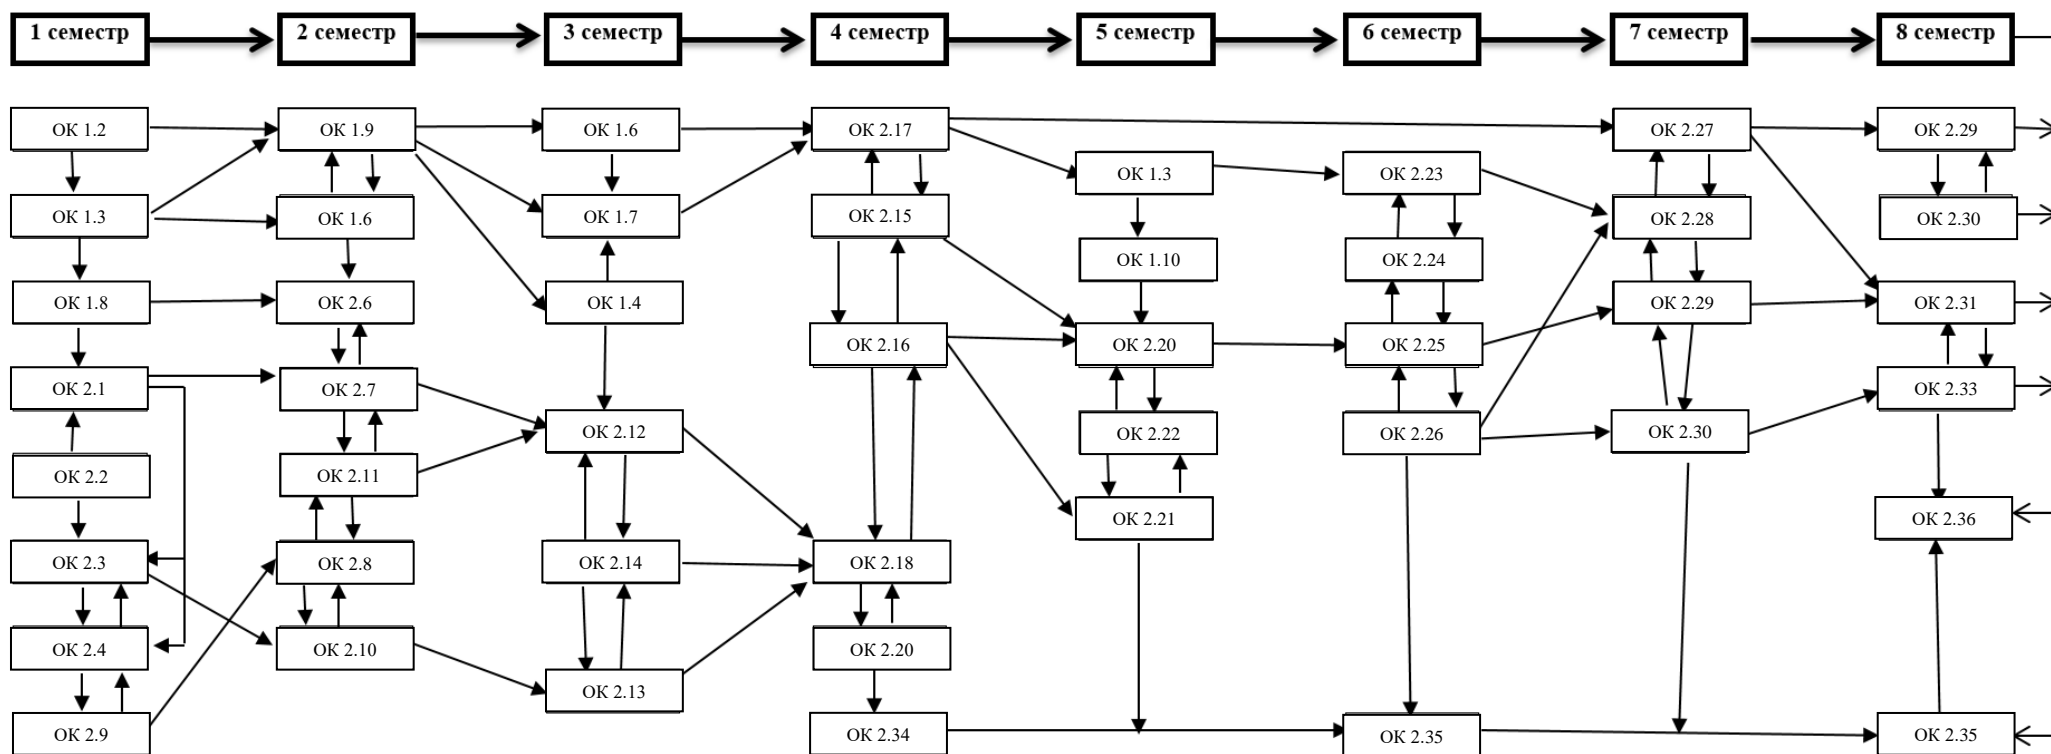 1 семестр
2 семестр
3 семестр
4 семестр
5 семестр
6 семестр
7 семестр
8 семестр
ОК 1.2
ОК 1.3
ОК 1.8
ОК 2.1
ОК 2.2
ОК 2.3
ОК 2.4
ОК 2.9
ОК 1.9
ОК 1.6
ОК 2.6
ОК 2.7
ОК 2.11
ОК 2.8
ОК 2.10
ОК 1.6
ОК 1.7
ОК 1.4
ОК 2.12
ОК 2.14
ОК 2.13
ОК 2.17
ОК 2.15
ОК 2.16
ОК 2.18
ОК 2.20
ОК 2.34
ОК 1.3
ОК 1.10
ОК 2.20
ОК 2.22
ОК 2.21
ОК 2.23
ОК 2.24
ОК 2.25
ОК 2.26
ОК 2.35
ОК 2.27
ОК 2.28
ОК 2.29
ОК 2.30
ОК 2.29
ОК 2.30
ОК 2.31
ОК 2.33
ОК 2.36
ОК 2.35